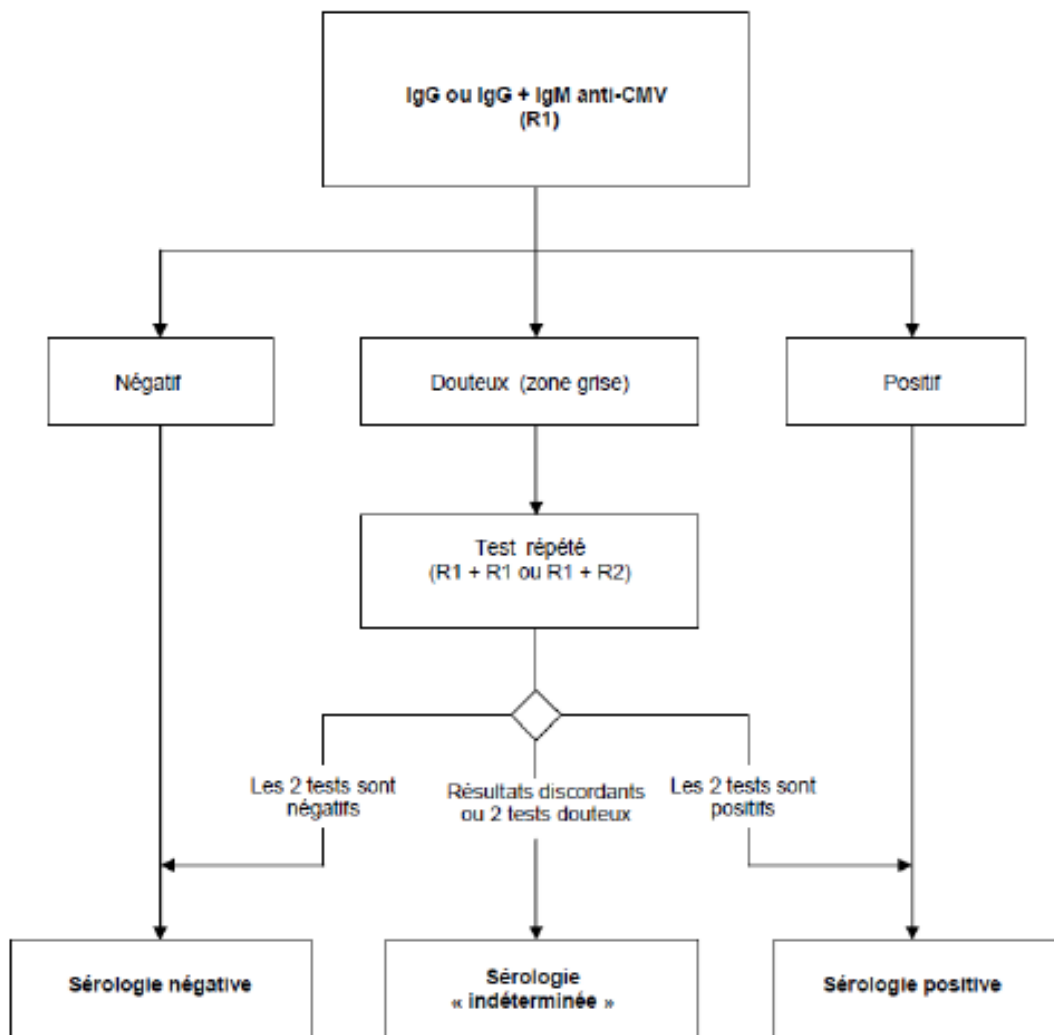 IgG ou IgG + IgM anti-CMV
(R1)
Négatif
Douteux (zone grise)
Positif
Test répété
(R1 + R1 ou R1 + R2)
Les 2 tests sont
négatifs
Résultats discordants
ou 2 tests douteux
Les 2 tests sont
positifs
Sérologie négative
Sérologie
« indéterminée »
Sérologie positive